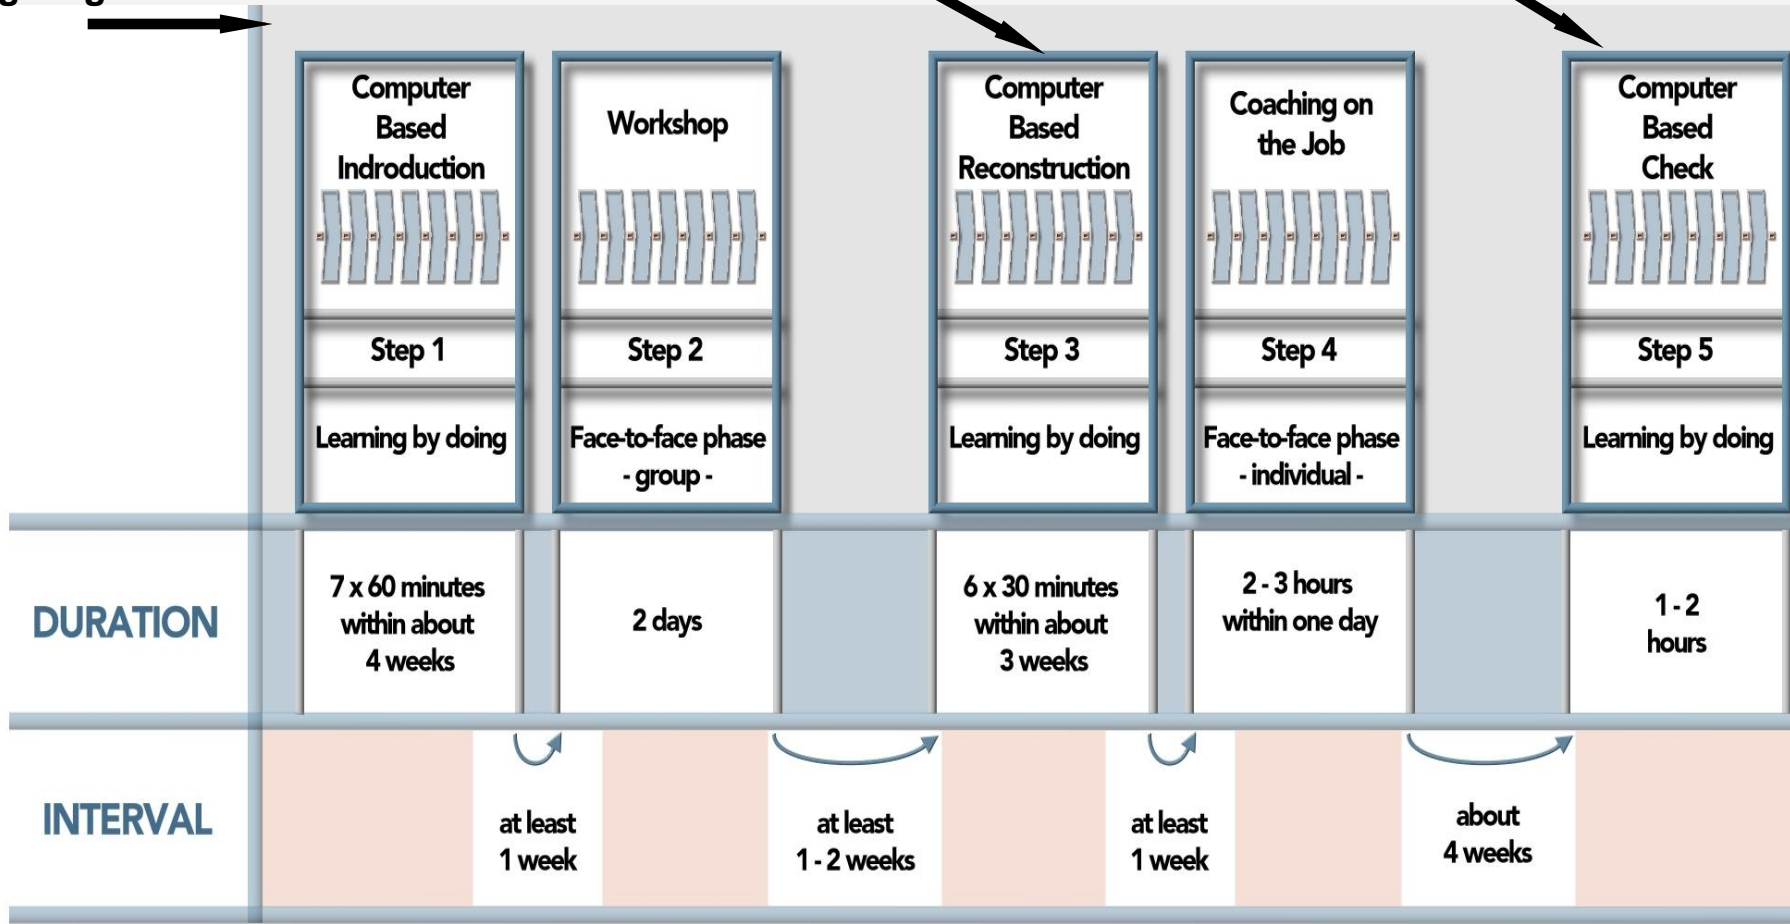 Computer
Based
Indroduction
Step 1
Learning by doing
Workshop
Step 2
Face-to-face phase
- group -
Computer
Based
Reconstruction
Step 3
Learning by doing
Coaching on
the Job
Step 4
Face-to-face phase
- individual -
Computer
Based
Check
Step 5
Learning by doing
DURATION
7 x 60 minutes
within about
4 weeks
2 days
6 x 30 minutes
within about
3 weeks
2 - 3 hours
within one day
1 - 2
hours
INTERVAL
at least
1 week
at least
1 - 2 weeks
at least
1 week
about
4 weeks